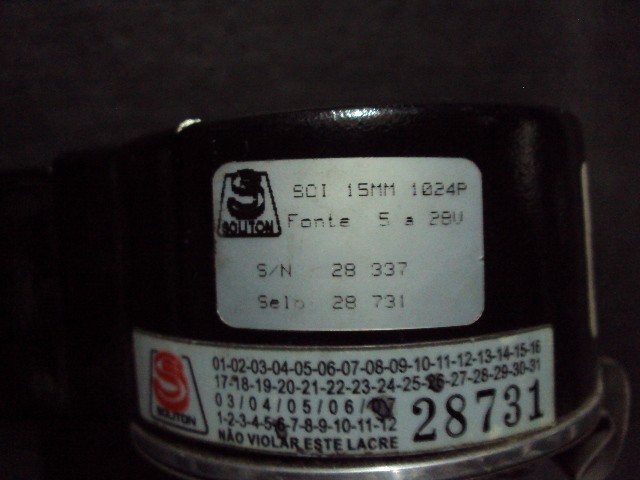 SCI 15MM 1024P
SOLITON
Fonte 5 a 28V
S/N 28 337
Selo 28 731
SOLITON
01-02-03-04-05-06-07-08-09-10-11-12-13-14-15-16
17-18-19-20-21-22-23-24-25-26-27-28-29-30-31
03/04/05/06/
1-2-3-4-5-6-7-8-9-10-11-12
28731
NÃO VIOLAR ESTE LACRE